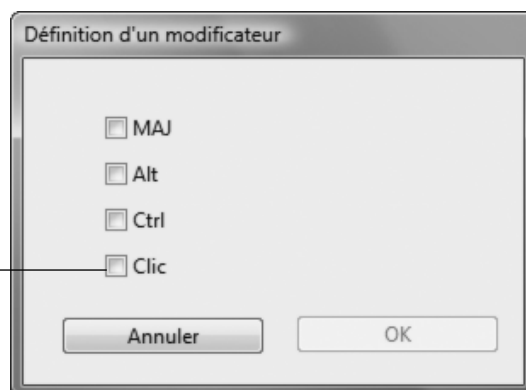 Définition d'un modificateur
MAJ
Alt
Ctrl
Clic
Annuler
OK